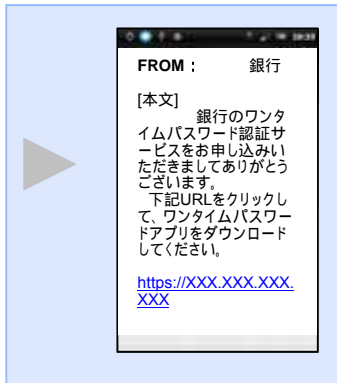 FROM： 銀行
[本文]
銀行のワンタ
イムパスワード認証サ
ービスをお申し込みい
ただきましてありがとう
ございます。
下記URLをクリックし
て、ワンタイムパスワー
ドアプリをダウンロード
してください。
https://XXX.XXX.XXX.
XXX